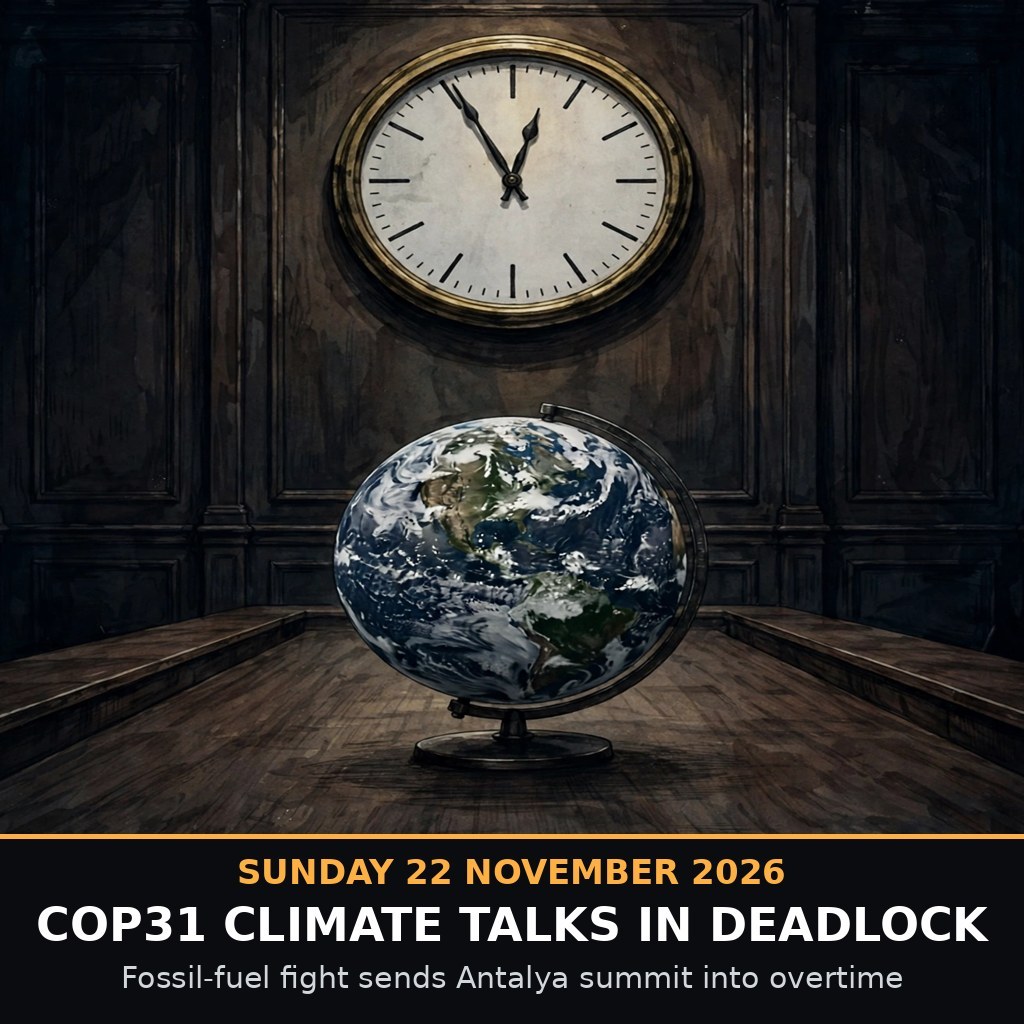 SUNDAY 22 NOVEMBER 2026
COP31 CLIMATE TALKS IN DEADLOCK
Fossil-fuel fight sends Antalya summit into overtime